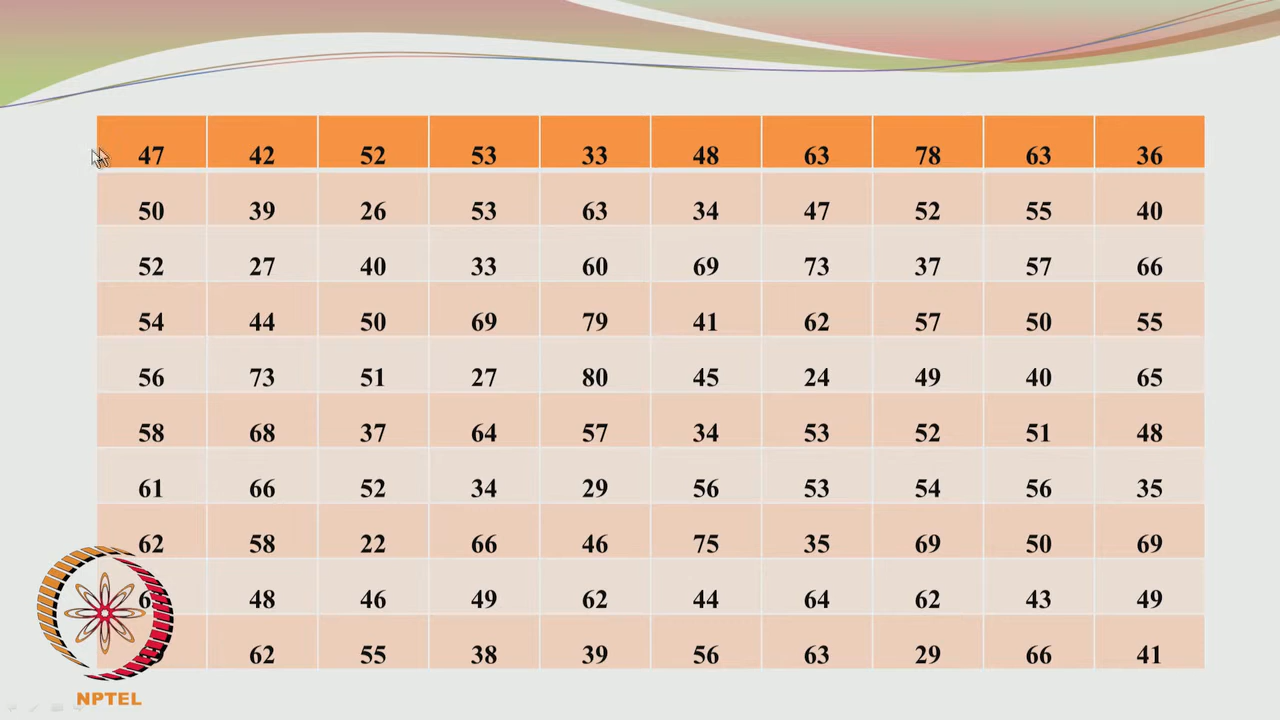 47 42 52 53 33 48 63 78 63 36
50 39 26 53 63 34 47 52 55 40
52 27 40 33 60 69 73 37 57 66
54 44 50 69 79 41 62 57 50 55
56 73 51 27 80 45 24 49 40 65
58 68 37 64 57 34 53 52 51 48
61 66 52 34 29 56 53 54 56 35
62 58 22 66 46 75 35 69 50 69
48 46 49 62 44 64 62 43 49
62 55 38 39 56 63 29 66 41
NPTEL